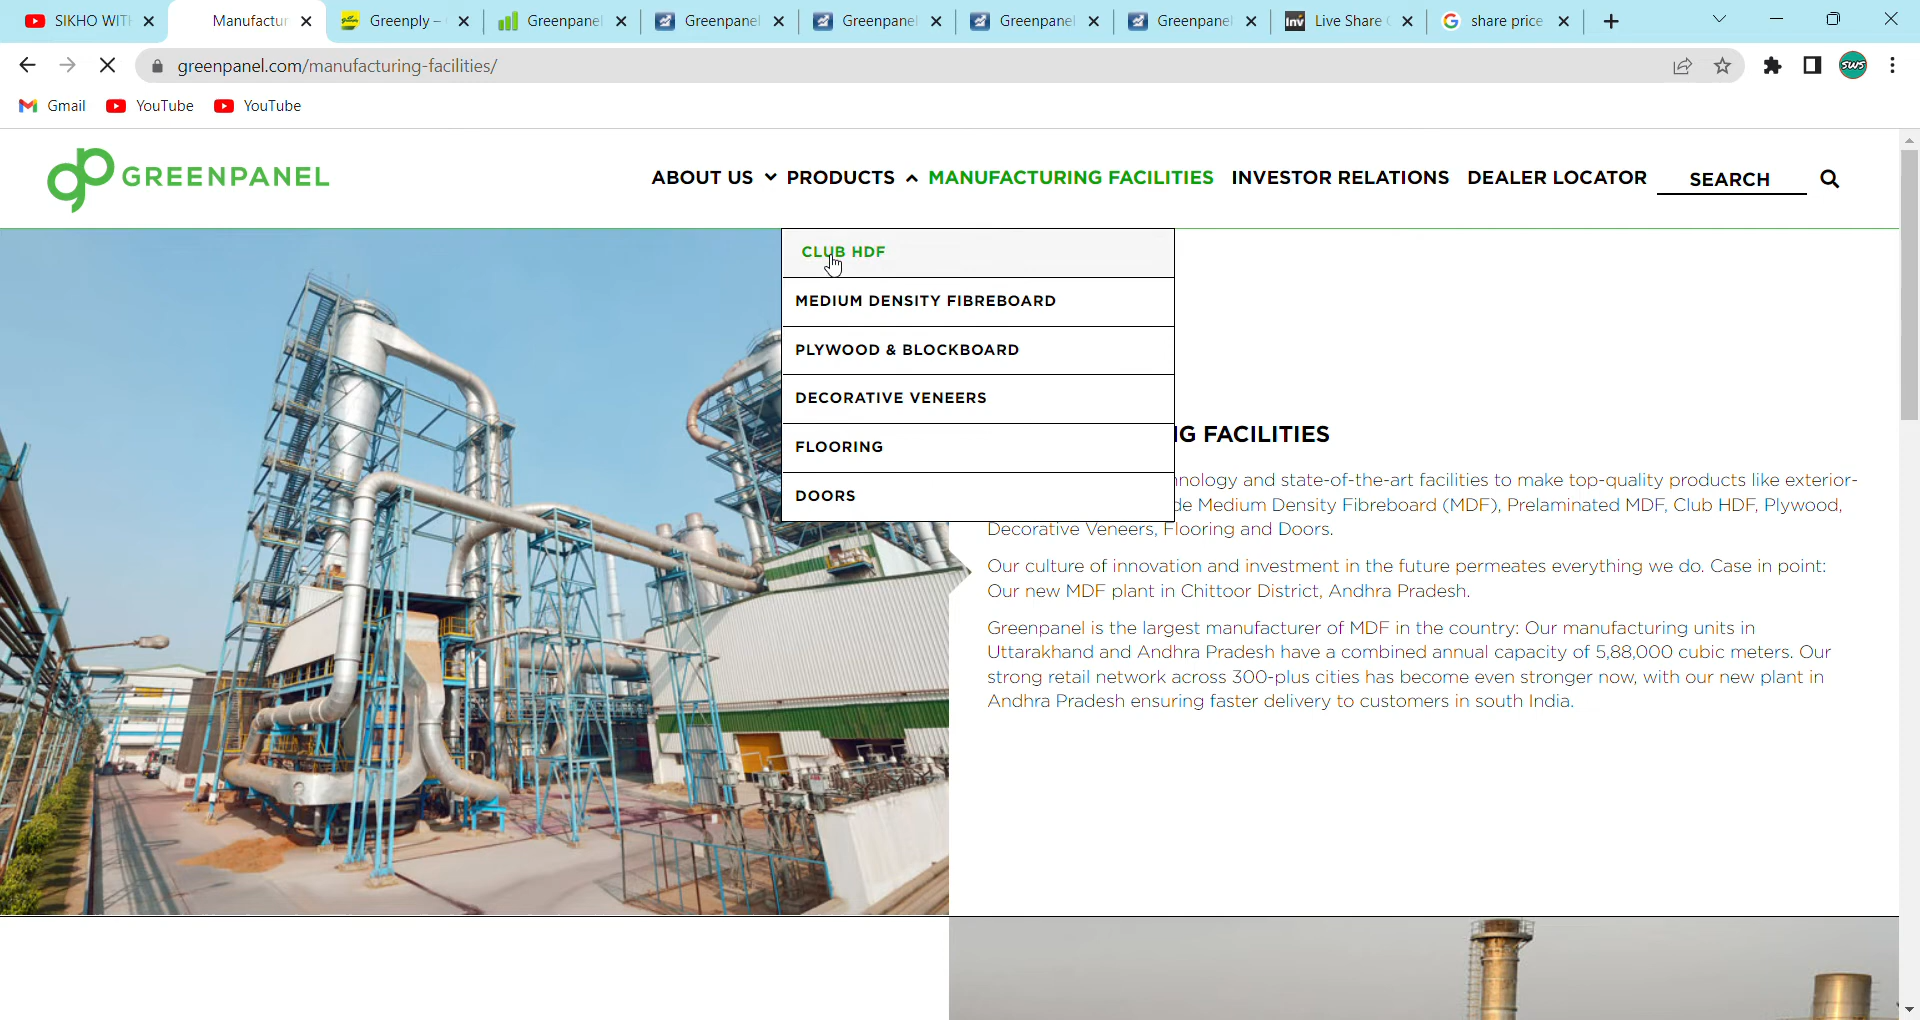 SIKHO WITH
Manufactur
Greenply –
Greenpanel
Greenpanel
Greenpanel
Greenpanel
Greenpanel
Inv Live Share
share price
greenpanel.com/manufacturing-facilities/
SWS
Gmail YouTube YouTube
GREENPANEL
ABOUT US PRODUCTS MANUFACTURING FACILITIES INVESTOR RELATIONS DEALER LOCATOR SEARCH
CLUB HDF
MEDIUM DENSITY FIBREBOARD
PLYWOOD & BLOCKBOARD
DECORATIVE VENEERS
FLOORING
DOORS
G FACILITIES
nology and state-of-the-art facilities to make top-quality products like exterior-
de Medium Density Fibreboard (MDF), Prelaminated MDF, Club HDF, Plywood,
Decorative Veneers, Flooring and Doors.
Our culture of innovation and investment in the future permeates everything we do. Case in point:
Our new MDF plant in Chittoor District, Andhra Pradesh.
Greenpanel is the largest manufacturer of MDF in the country: Our manufacturing units in
Uttarakhand and Andhra Pradesh have a combined annual capacity of 5,88,000 cubic meters. Our
strong retail network across 300-plus cities has become even stronger now, with our new plant in
Andhra Pradesh ensuring faster delivery to customers in south India.